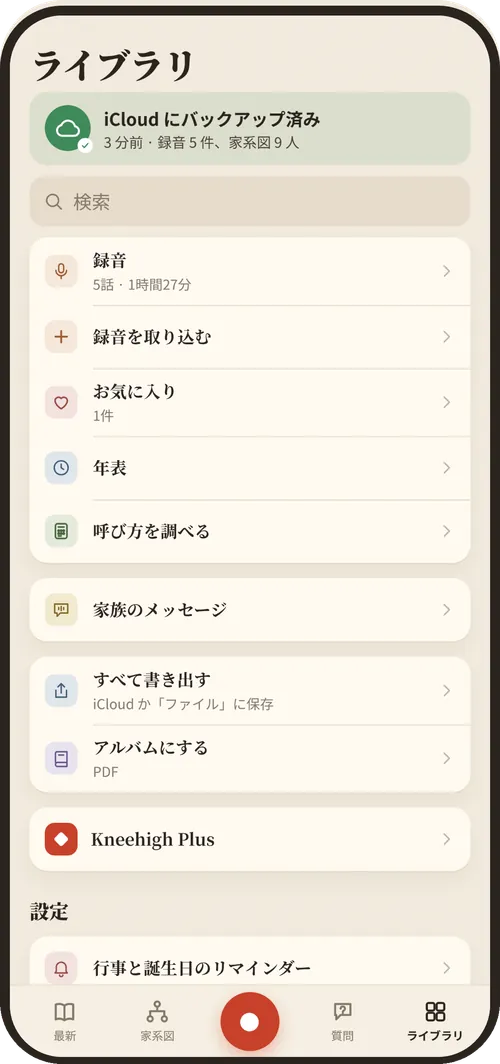 ライブラリ
iCloud にバックアップ済み
3 分前 · 録音 5 件、家系図 9 人
検索
録音
5話 · 1時間27分
録音を取り込む
お気に入り
1件
年表
呼び方を調べる
家族のメッセージ
すべて書き出す
iCloud か「ファイル」に保存
アルバムにする
PDF
Kneehigh Plus
設定
行事と誕生日のリマインダー
最新
家系図
質問
ライブラリ